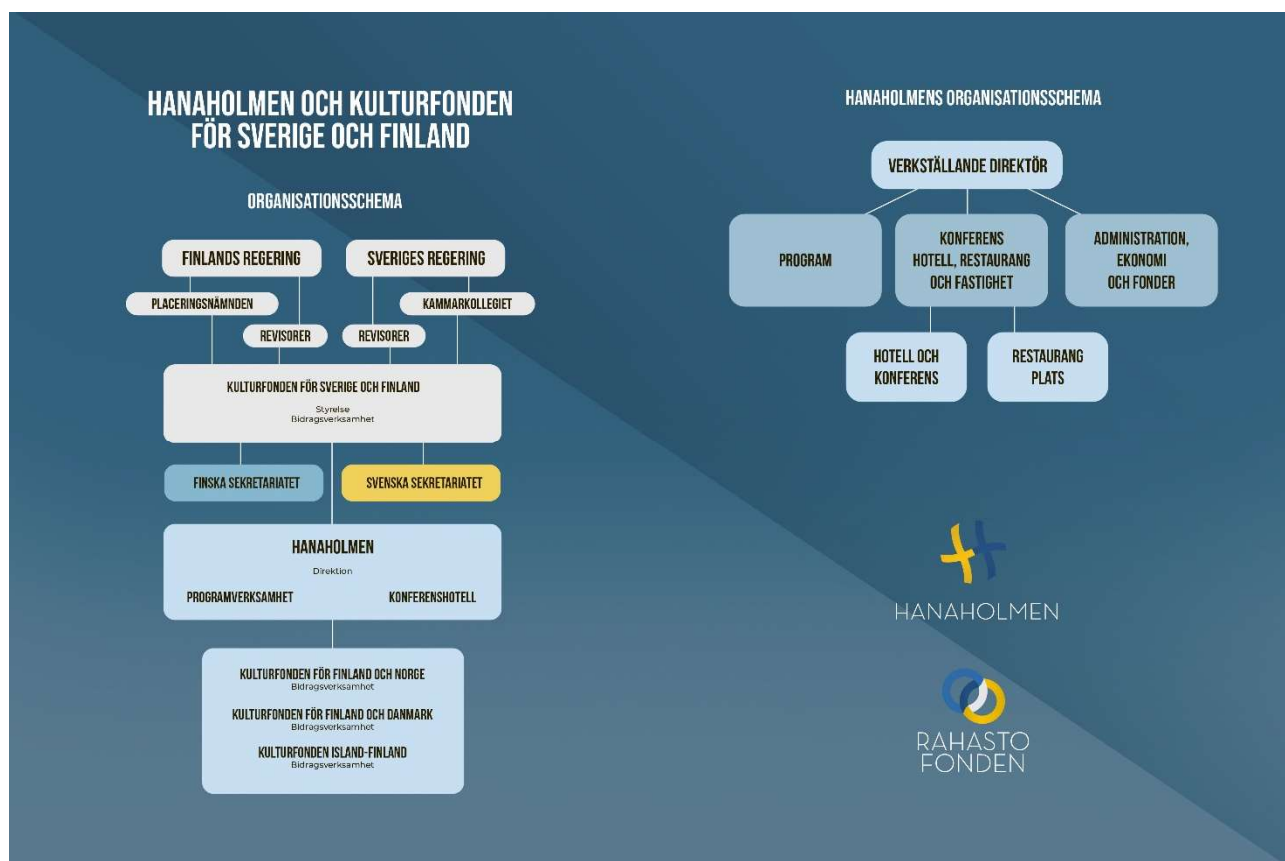 HANAHOLMEN OCH KULTURFONDEN
FÖR SVERIGE OCH FINLAND
ORGANISATIONSSCHEMA
FINLANDS REGERING
SVERIGES REGERING
PLACERINGSNÄMNDEN
KAMMARKOLLEGIET
REVISORER
REVISORER
KULTURFONDEN FÖR SVERIGE OCH FINLAND
Styrelse
Bidragsverksamhet
FINSKA SEKRETARIATET
SVENSKA SEKRETARIATET
HANAHOLMEN
Direktion
PROGRAMVERKSAMHET
KONFERENSHOTELL
KULTURFONDEN FÖR FINLAND OCH NORGE
Bidragsverksamhet
KULTURFONDEN FÖR FINLAND OCH DANMARK
Bidragsverksamhet
KULTURFONDEN ISLAND-FINLAND
Bidragsverksamhet
HANAHOLMENS ORGANISATIONSSCHEMA
VERKSTÄLLANDE DIREKTÖR
PROGRAM
KONFERENS
HOTELL, RESTAURANG
OCH FASTIGHET
ADMINISTRATION,
EKONOMI
OCH FONDER
HOTELL OCH
KONFERENS
RESTAURANG
PLATS
HANAHOLMEN
RAHASTO
FONDEN